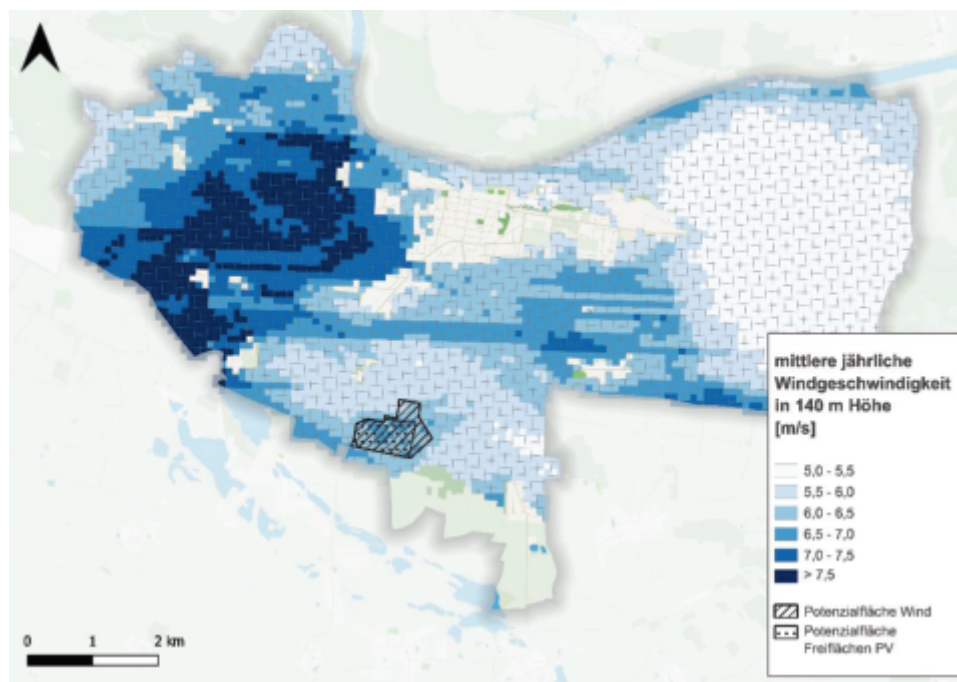 mittlere jährliche
Windgeschwindigkeit
in 140 m Höhe
[m/s]
5,0 - 5,5
5,5 - 6,0
6,0 - 6,5
6,5 - 7,0
7,0 - 7,5
> 7,5
Potenzialfläche Wind
Potenzialfläche
Freiflächen PV
0 1 2 km